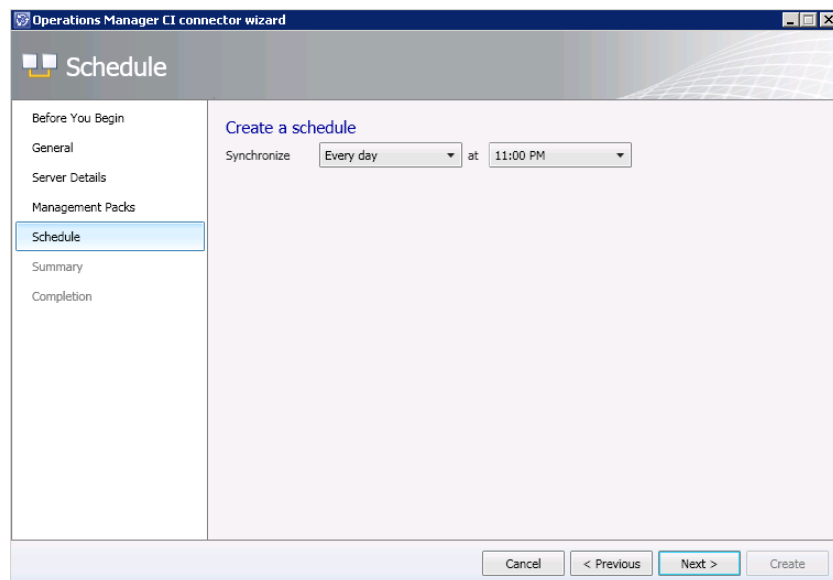 Operations Manager CI connector wizard
Schedule
Before You Begin
General
Server Details
Management Packs
Schedule
Summary
Completion
Create a schedule
Synchronize Every day at 11:00 PM
Cancel < Previous Next > Create